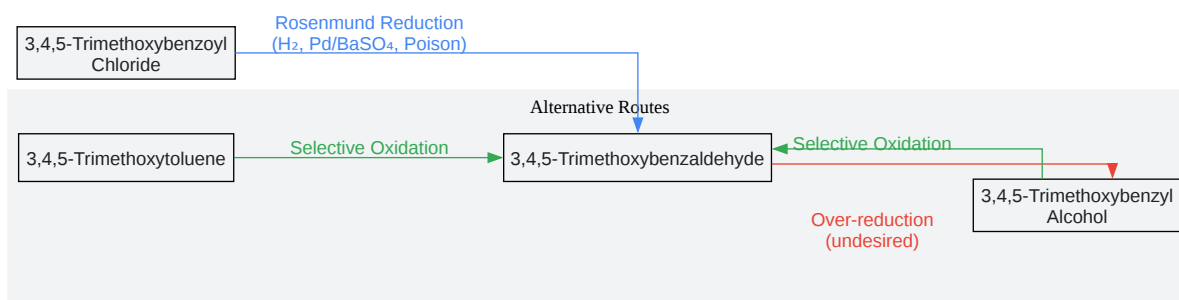 3,4,5-Trimethoxybenzoyl
Chloride
Rosenmund Reduction
(H₂, Pd/BaSO₄, Poison)
Alternative Routes
3,4,5-Trimethoxytoluene
Selective Oxidation
3,4,5-Trimethoxybenzaldehyde
Selective Oxidation
3,4,5-Trimethoxybenzyl
Alcohol
Over-reduction
(undesired)